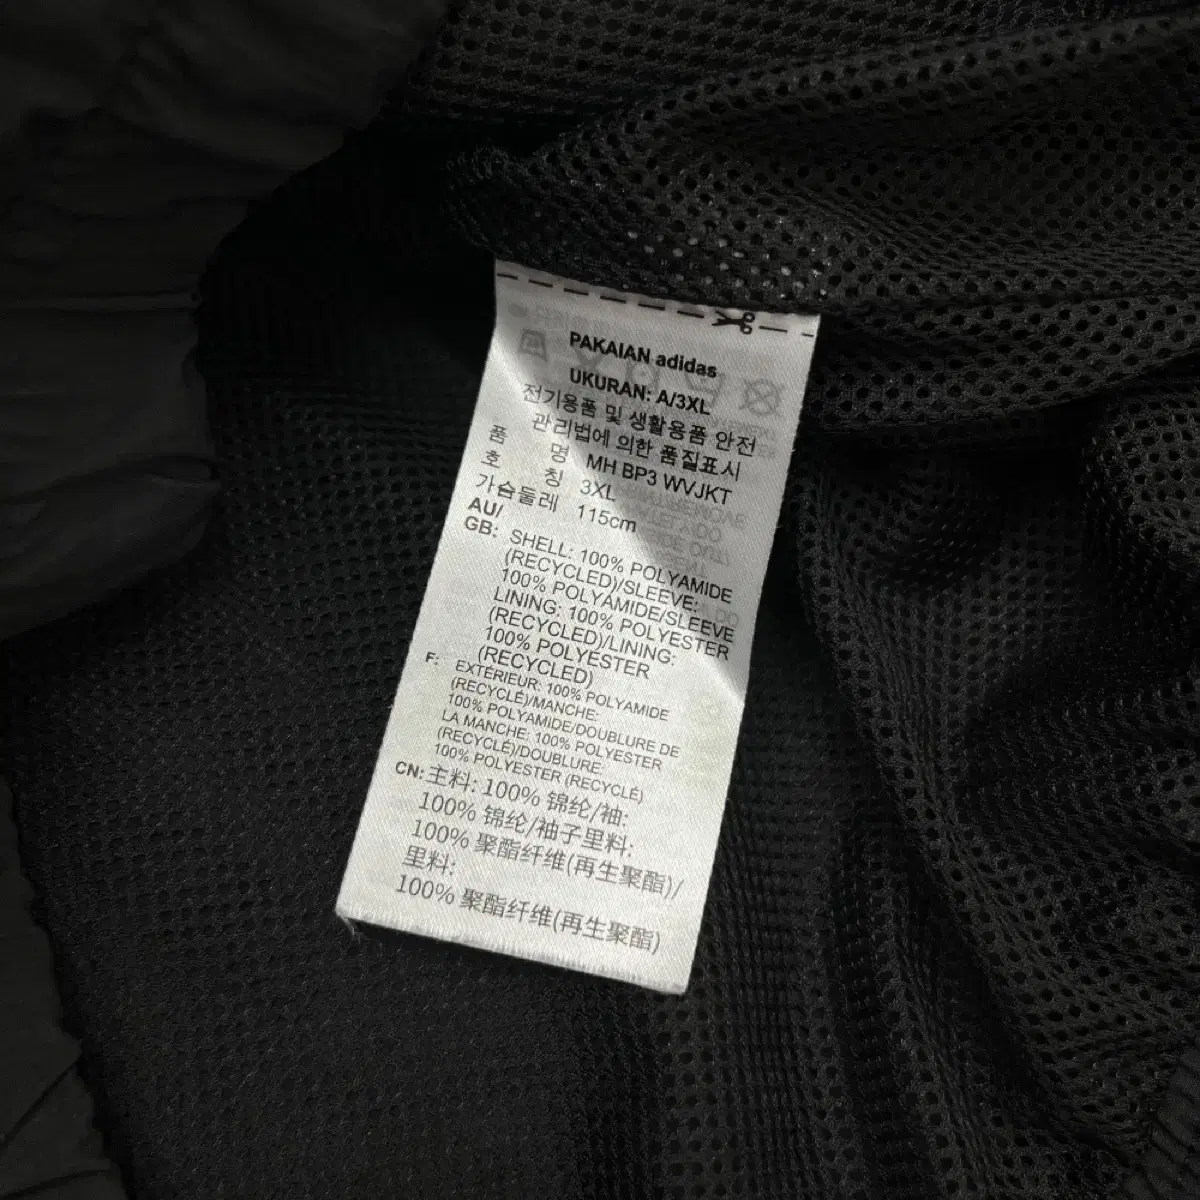 PAKAIAN adidas
UKURAN: A/3XL
전기용품 및 생활용품 안전
관리법에 의한 품질표시
품 명 MH BP3 WVJKT
호 칭 3XL
가슴둘레 115cm
AU/
GB: SHELL: 100% POLYAMIDE
(RECYCLED)/SLEEVE:
100% POLYAMIDE/SLEEVE
LINING: 100% POLYESTER
(RECYCLED)/LINING:
100% POLYESTER
(RECYCLED)
F: EXTÉRIEUR: 100% POLYAMIDE
(RECYCLÉ)/MANCHE:
100% POLYAMIDE/DOUBLURE DE
LA MANCHE: 100% POLYESTER
(RECYCLÉ)/DOUBLURE:
100% POLYESTER (RECYCLÉ)
CN: 主料: 100% 锦纶/袖:
100% 锦纶/袖子里料:
100% 聚酯纤维(再生聚酯)/
里料:
100% 聚酯纤维(再生聚酯)